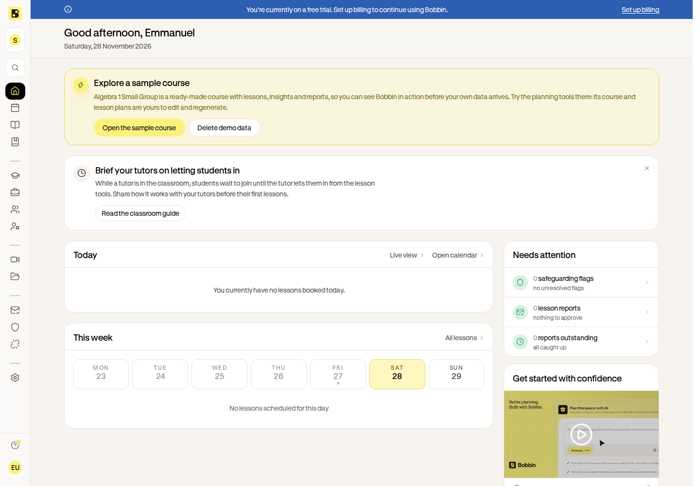 You're currently on a free trial. Set up billing to continue using Bobbin.
Set up billing
S
Good afternoon, Emmanuel
Saturday, 28 November 2026
Explore a sample course
Algebra 1 Small Group is a ready-made course with lessons, insights and reports, so you can see Bobbin in action before your own data arrives. Try the planning tools there: its course and
lesson plans are yours to edit and regenerate.
Open the sample course
Delete demo data
Brief your tutors on letting students in
While a tutor is in the classroom, students wait to join until the tutor lets them in from the lesson
tools. Share how it works with your tutors before their first lessons.
Read the classroom guide
Today
Live view
Open calendar
You currently have no lessons booked today.
This week
All lessons
MON
23
TUE
24
WED
25
THU
26
FRI
27
SAT
28
SUN
29
No lessons scheduled for this day
Needs attention
0 safeguarding flags
no unresolved flags
0 lesson reports
nothing to approve
0 reports outstanding
all caught up
Get started with confidence
Better planning.
Built with Bobbin.
Bobbin
EU